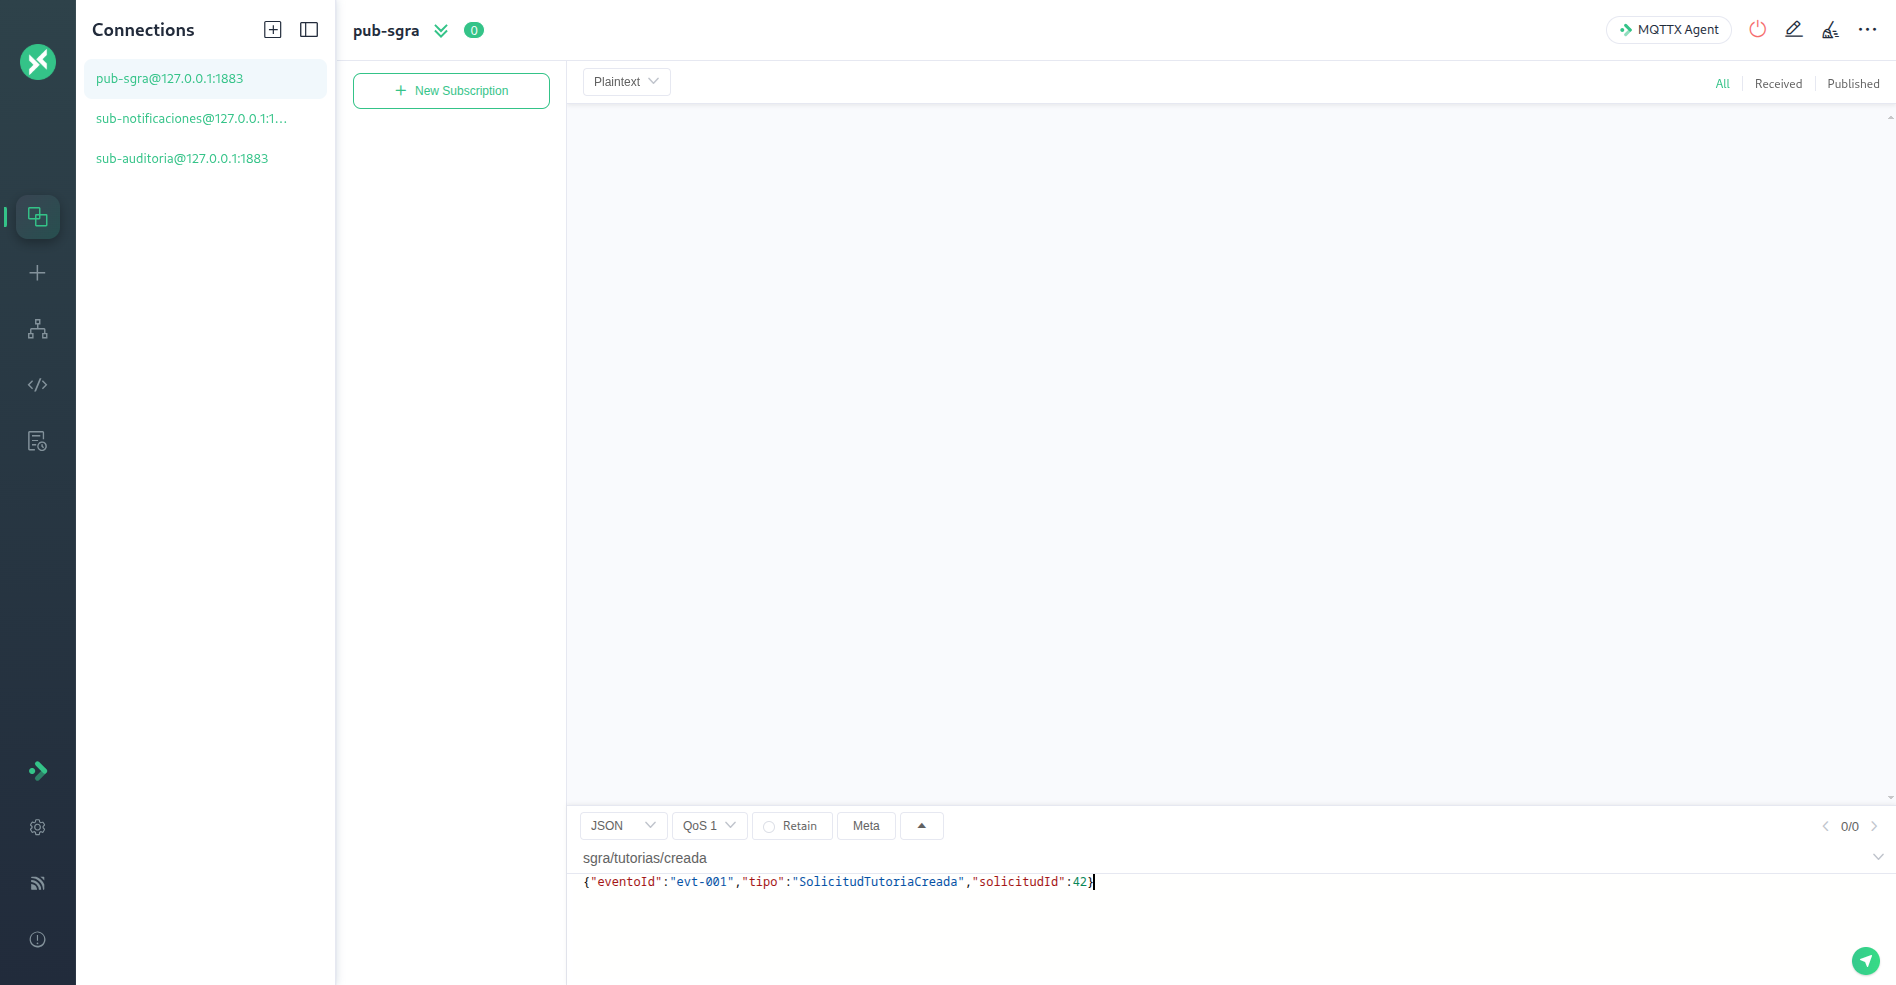 Connections
pub-sgra@127.0.0.1:1883
sub-notificaciones@127.0.0.1:1...
sub-auditoria@127.0.0.1:1883
pub-sgra 0
MQTTX Agent
+ New Subscription
Plaintext
All Received Published
JSON QoS 1 Retain Meta
0/0
sgra/tutorias/creada
{"eventoId":"evt-001","tipo":"SolicitudTutoriaCreada","solicitudId":42}